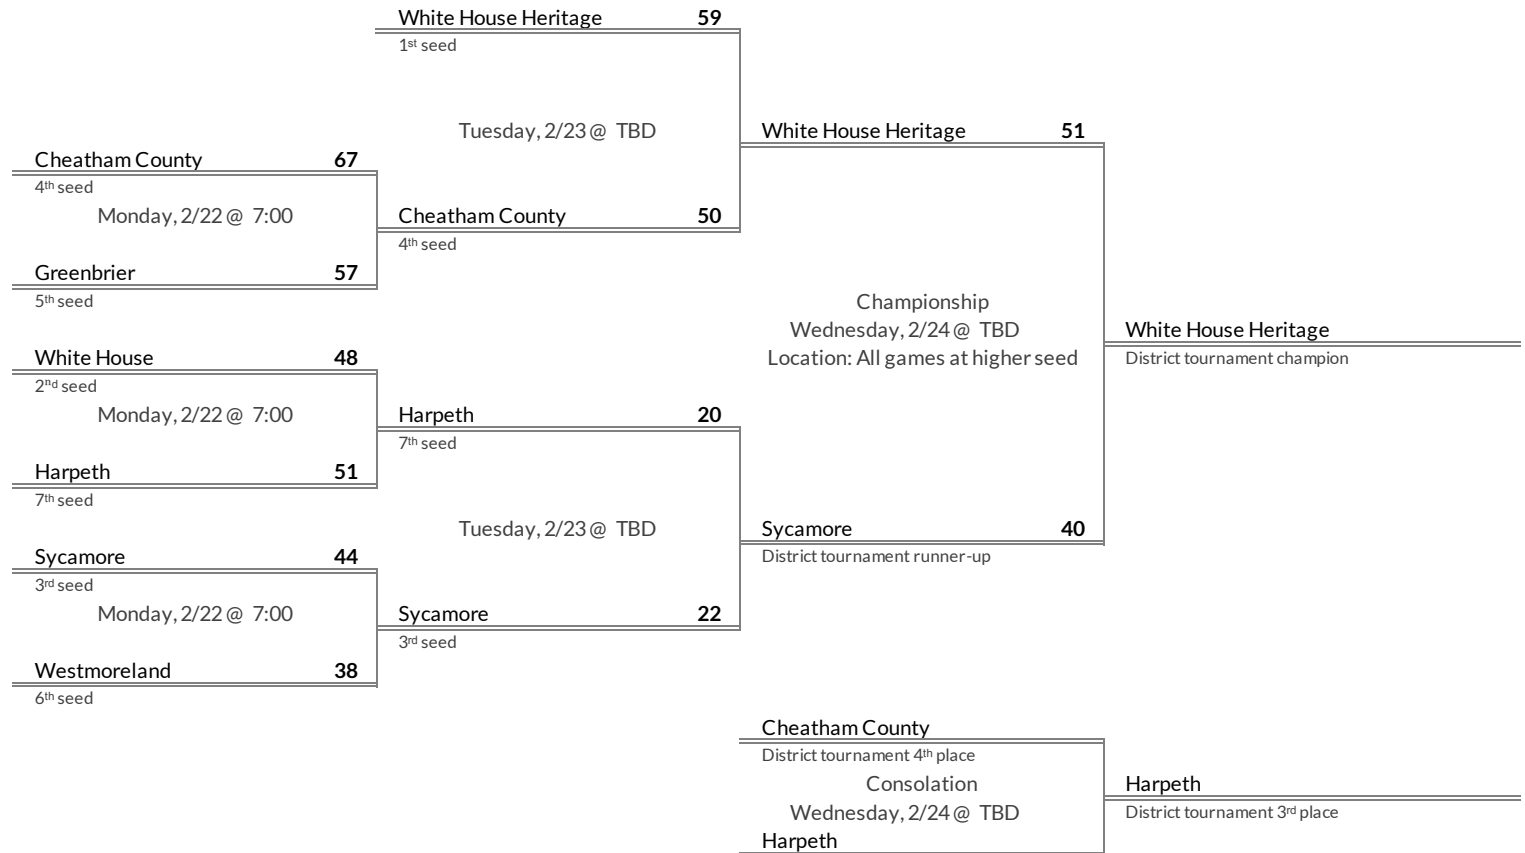 White House Heritage 59
1st seed
Tuesday, 2/23 @ TBD
White House Heritage 51
Cheatham County 67
4th seed
Monday, 2/22 @ 7:00
Cheatham County 50
4th seed
Greenbrier 57
5th seed
Championship
Wednesday, 2/24 @ TBD
Location: All games at higher seed
White House Heritage
District tournament champion
White House 48
2nd seed
Monday, 2/22 @ 7:00
Harpeth 20
7th seed
Harpeth 51
7th seed
Tuesday, 2/23 @ TBD
Sycamore 40
District tournament runner-up
Sycamore 44
3rd seed
Monday, 2/22 @ 7:00
Sycamore 22
3rd seed
Westmoreland 38
6th seed
Cheatham County
District tournament 4th place
Consolation
Wednesday, 2/24 @ TBD
Harpeth
District tournament 3rd place
Harpeth